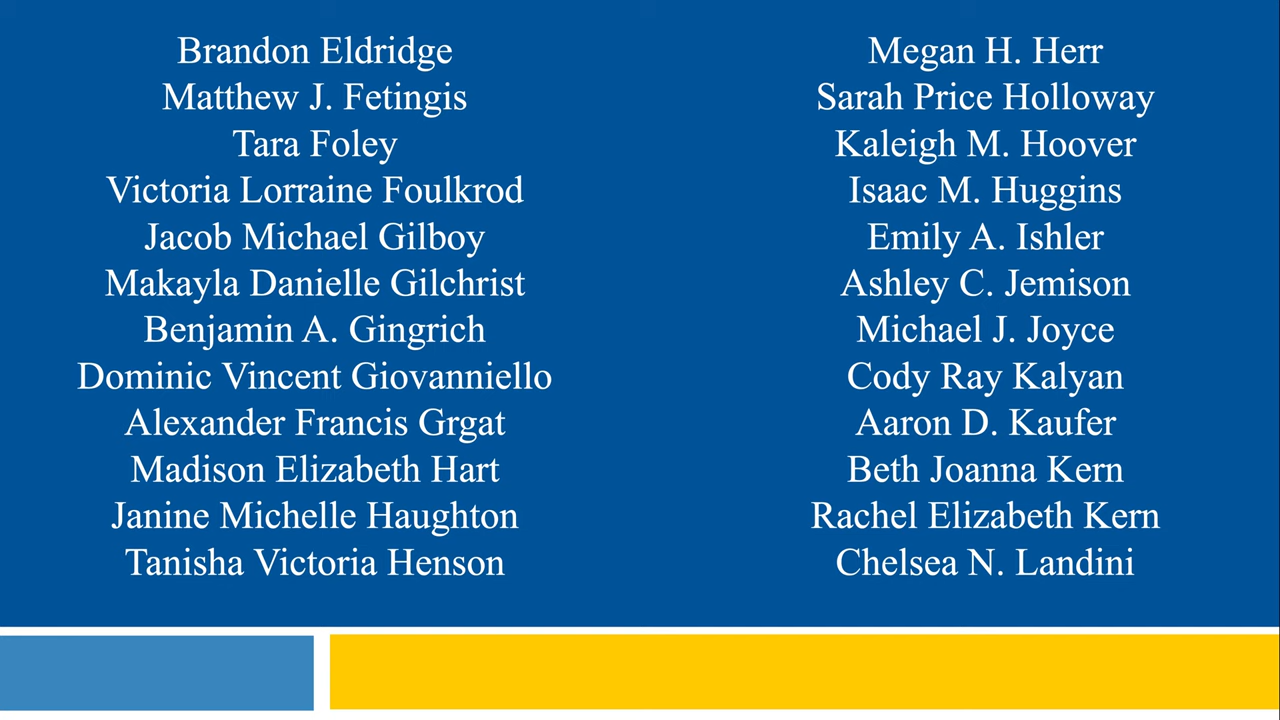 Brandon Eldridge
Matthew J. Fetingis
Tara Foley
Victoria Lorraine Foulkrod
Jacob Michael Gilboy
Makayla Danielle Gilchrist
Benjamin A. Gingrich
Dominic Vincent Giovanniello
Alexander Francis Grgat
Madison Elizabeth Hart
Janine Michelle Haughton
Tanisha Victoria Henson
Megan H. Herr
Sarah Price Holloway
Kaleigh M. Hoover
Isaac M. Huggins
Emily A. Ishler
Ashley C. Jemison
Michael J. Joyce
Cody Ray Kalyan
Aaron D. Kaufer
Beth Joanna Kern
Rachel Elizabeth Kern
Chelsea N. Landini